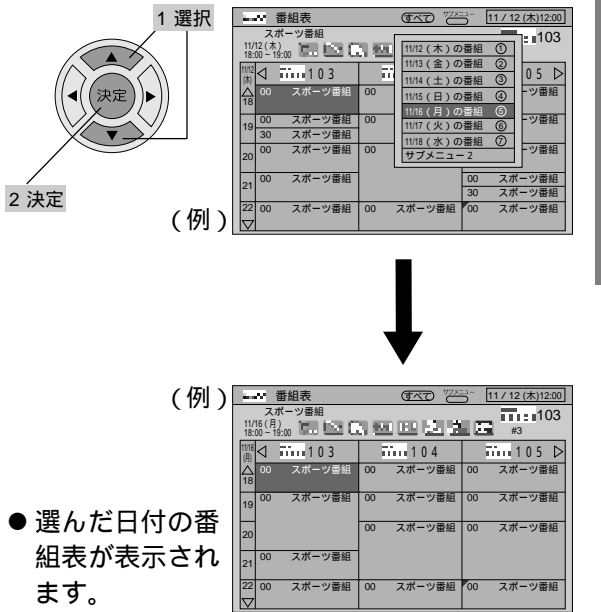 1 選択
決定
2 決定
(例)
番組表 すべて サブメニュー 11/12(木)12:00
スポーツ番組
11/12(木)
18:00~19:00
103
11/12(木)の番組 ①
11/13(金)の番組 ②
11/14(土)の番組 ③
11/15(日)の番組 ④
11/16(月)の番組 ⑤
11/17(火)の番組 ⑥
11/18(水)の番組 ⑦
サブメニュー2
11/12(木) 103 05
18 00 スポーツ番組 00 ーツ番組
19 00 スポーツ番組 00 ーツ番組
30 スポーツ番組
20 00 スポーツ番組 00 ーツ番組
21 00 スポーツ番組 00 スポーツ番組
30 スポーツ番組
22 00 スポーツ番組 00 スポーツ番組 00 スポーツ番組
(例)
番組表 すべて サブメニュー 11/12(木)12:00
スポーツ番組
11/16(月)
18:00~19:00
103
#3
11/16(月) 103 104 105
18 00 スポーツ番組 00 スポーツ番組 00 スポーツ番組
19 00 スポーツ番組 00 スポーツ番組 00 スポーツ番組
20 00 スポーツ番組 00 スポーツ番組
21 00 スポーツ番組
22 00 スポーツ番組 00 スポーツ番組 00 スポーツ番組
●選んだ日付の番
組表が表示され
ます。